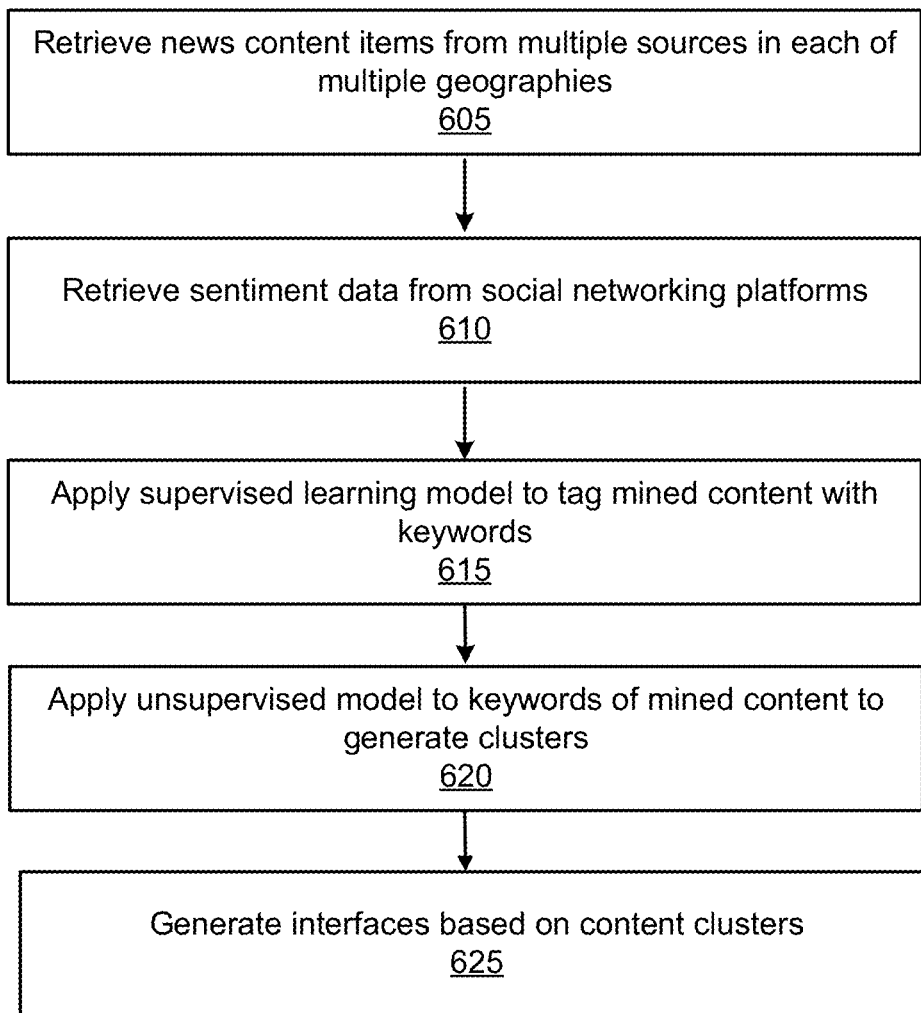 Retrieve news content items from multiple sources in each of
multiple geographies
605
Retrieve sentiment data from social networking platforms
610
Apply supervised learning model to tag mined content with
keywords
615
Apply unsupervised model to keywords of mined content to
generate clusters
620
Generate interfaces based on content clusters
625